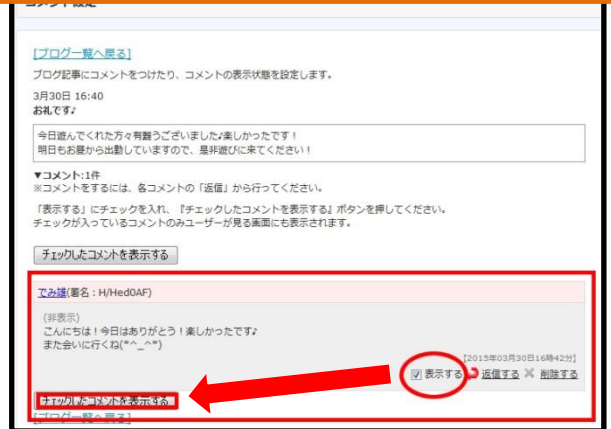 コメント設定
[ブログ一覧へ戻る]
ブログ記事にコメントをつけたり、コメントの表示状態を設定します。
3月30日 16:40
お礼です♪
今日遊んでくれた方々有難うございました♪楽しかったです！
明日もお昼から出勤していますので、是非遊びに来てください！
▼コメント:1件
※コメントをするには、各コメントの「返信」から行ってください。
「表示する」にチェックを入れ、『チェックしたコメントを表示する』ボタンを押してください。
チェックが入っているコメントのみユーザーが見る画面にも表示されます。
チェックしたコメントを表示する
でみ雄(署名：H/Hed0AF)
(非表示)
こんにちは！今日はありがとう！楽しかったです♪
また会いに行くね(*^_^*)
[2015年03月30日16時42分]
表示する 返信する 削除する
チェックしたコメントを表示する
[ブログ一覧へ戻る]